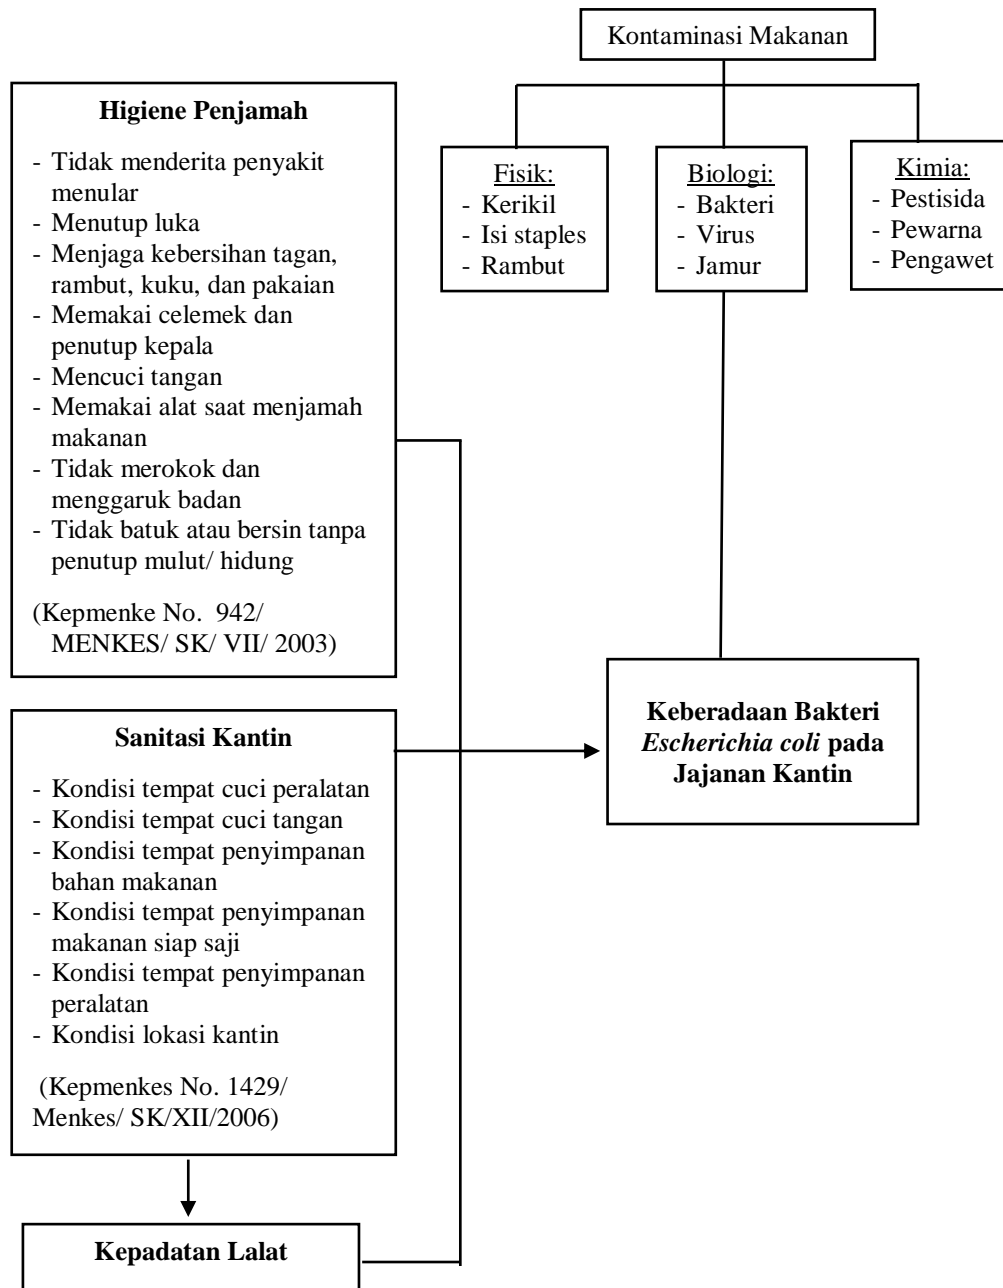 Kontaminasi Makanan
Higiene Penjamah
- Tidak menderita penyakit
menular
- Menutup luka
- Menjaga kebersihan tagan,
rambut, kuku, dan pakaian
- Memakai celemek dan
penutup kepala
- Mencuci tangan
- Memakai alat saat menjamah
makanan
- Tidak merokok dan
menggaruk badan
- Tidak batuk atau bersin tanpa
penutup mulut/ hidung
(Kepmenke No. 942/
MENKES/ SK/ VII/ 2003)
Fisik:
- Kerikil
- Isi staples
- Rambut
Biologi:
- Bakteri
- Virus
- Jamur
Kimia:
- Pestisida
- Pewarna
- Pengawet
Sanitasi Kantin
- Kondisi tempat cuci peralatan
- Kondisi tempat cuci tangan
- Kondisi tempat penyimpanan
bahan makanan
- Kondisi tempat penyimpanan
makanan siap saji
- Kondisi tempat penyimpanan
peralatan
- Kondisi lokasi kantin
(Kepmenkes No. 1429/
Menkes/ SK/XII/2006)
Keberadaan Bakteri
Escherichia coli pada
Jajanan Kantin
Kepadatan Lalat